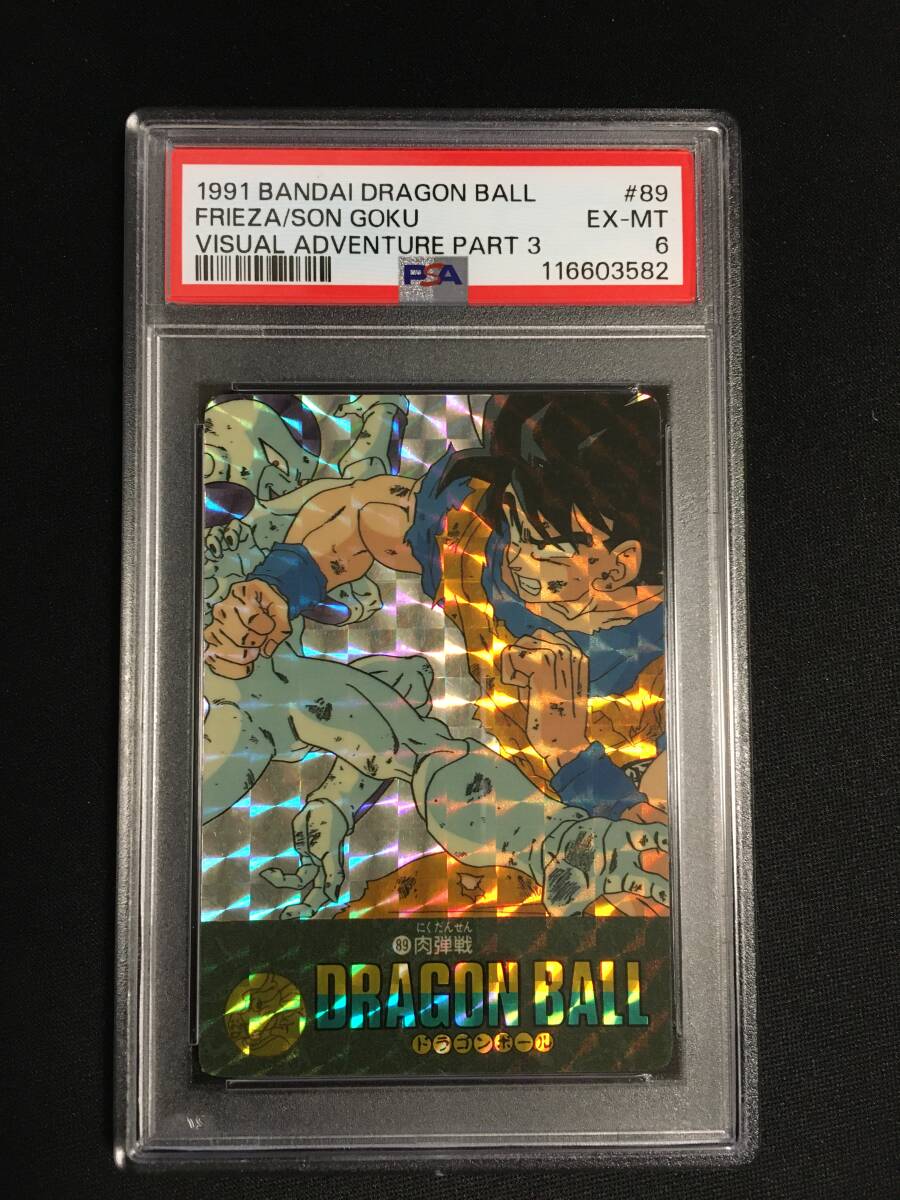 1991 BANDAI DRAGON BALL #89
FRIEZA/SON GOKU EX-MT
VISUAL ADVENTURE PART 3 6
PSA 116603582
にくだんせん
89 肉弾戦
DRAGON BALL
ドラゴンボール